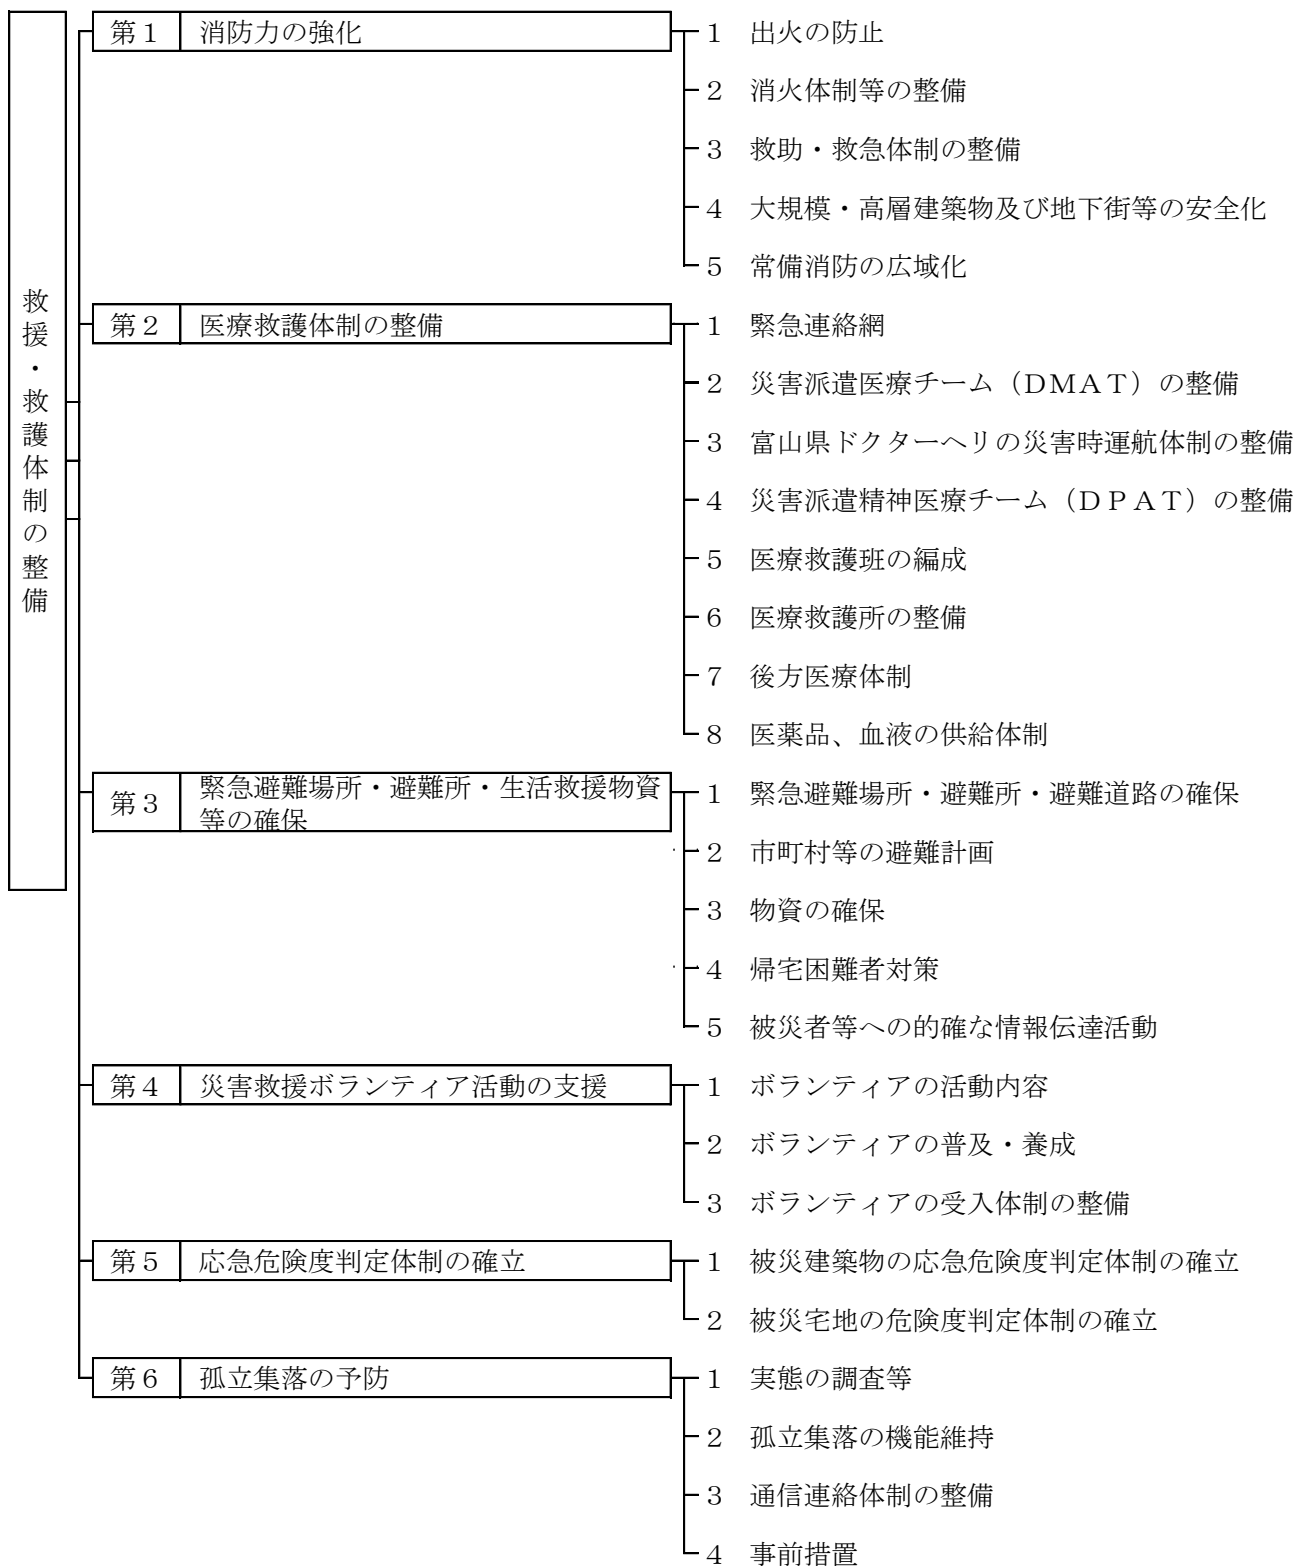 救援・救護体制の整備
第１ 消防力の強化
１ 出火の防止
２ 消火体制等の整備
３ 救助・救急体制の整備
４ 大規模・高層建築物及び地下街等の安全化
５ 常備消防の広域化
第２ 医療救護体制の整備
１ 緊急連絡網
２ 災害派遣医療チーム（ＤＭＡＴ）の整備
３ 富山県ドクターヘリの災害時運航体制の整備
４ 災害派遣精神医療チーム（ＤＰＡＴ）の整備
５ 医療救護班の編成
６ 医療救護所の整備
７ 後方医療体制
８ 医薬品、血液の供給体制
第３ 緊急避難場所・避難所・生活救援物資
等の確保
１ 緊急避難場所・避難所・避難道路の確保
２ 市町村等の避難計画
３ 物資の確保
４ 帰宅困難者対策
５ 被災者等への的確な情報伝達活動
第４ 災害救援ボランティア活動の支援
１ ボランティアの活動内容
２ ボランティアの普及・養成
３ ボランティアの受入体制の整備
第５ 応急危険度判定体制の確立
１ 被災建築物の応急危険度判定体制の確立
２ 被災宅地の危険度判定体制の確立
第６ 孤立集落の予防
１ 実態の調査等
２ 孤立集落の機能維持
３ 通信連絡体制の整備
４ 事前措置